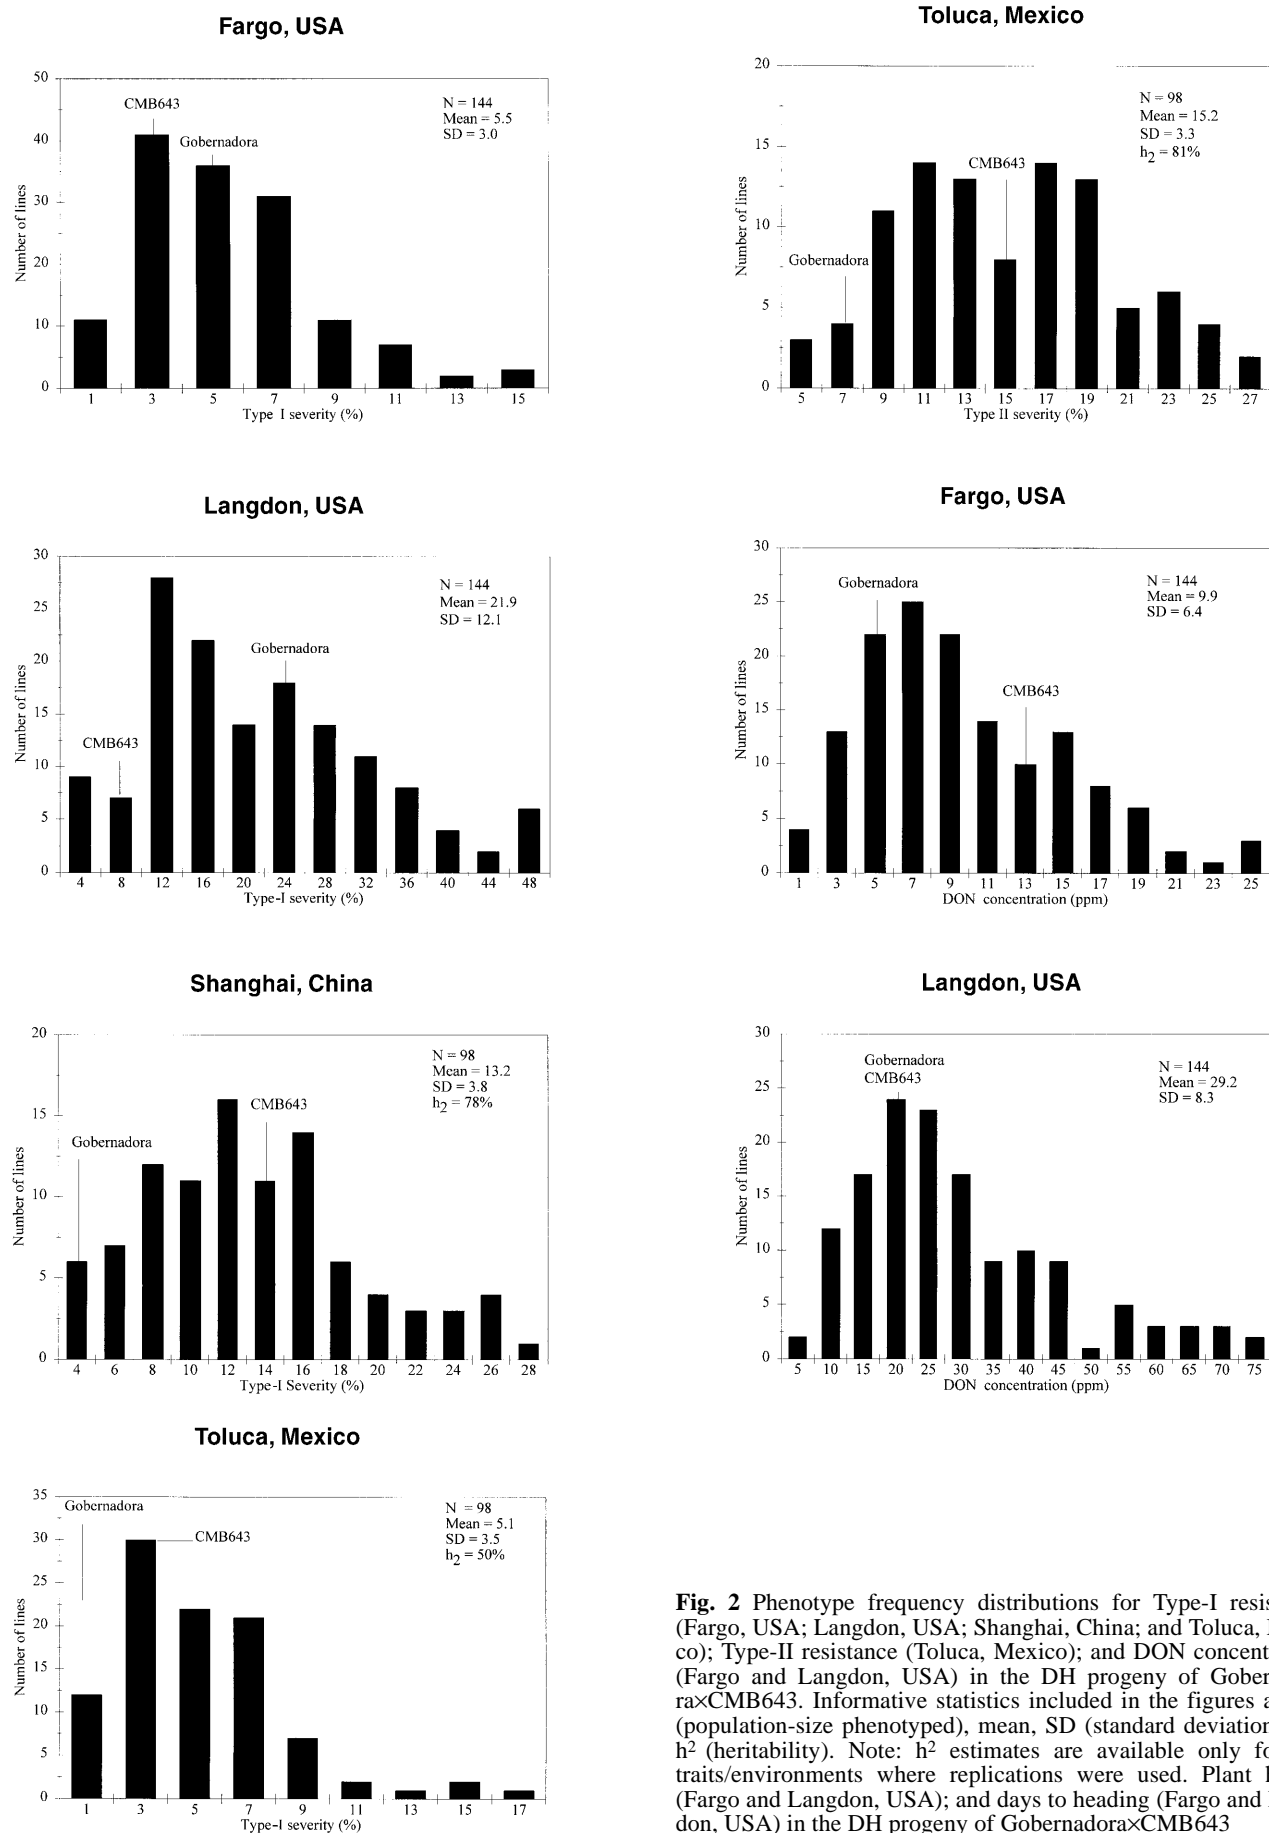 Fargo, USA
50
40
30
20
10
0
Number of lines
CMB643
Gobernadora
N = 144
Mean = 5.5
SD = 3.0
1 3 5 7 9 11 13 15
Type I severity (%)
Langdon, USA
30
25
20
15
10
5
0
Number of lines
CMB643
Gobernadora
N = 144
Mean = 21.9
SD = 12.1
4 8 12 16 20 24 28 32 36 40 44 48
Type-I severity (%)
Shanghai, China
20
15
10
5
0
Number of lines
Gobernadora
CMB643
N = 98
Mean = 13.2
SD = 3.8
h2 = 78%
4 6 8 10 12 14 16 18 20 22 24 26 28
Type-I Severity (%)
Toluca, Mexico
35
30
25
20
15
10
5
0
Number of lines
Gobernadora
CMB643
N = 98
Mean = 5.1
SD = 3.5
h2 = 50%
1 3 5 7 9 11 13 15 17
Type-I severity (%)
Toluca, Mexico
20
15
10
5
0
Number of lines
Gobernadora
CMB643
N = 98
Mean = 15.2
SD = 3.3
h2 = 81%
5 7 9 11 13 15 17 19 21 23 25 27
Type II severity (%)
Fargo, USA
30
25
20
15
10
5
0
Number of lines
Gobernadora
CMB643
N = 144
Mean = 9.9
SD = 6.4
1 3 5 7 9 11 13 15 17 19 21 23 25
DON concentration (ppm)
Langdon, USA
30
25
20
15
10
5
0
Number of lines
Gobernadora
CMB643
N = 144
Mean = 29.2
SD = 8.3
5 10 15 20 25 30 35 40 45 50 55 60 65 70 75
DON concentration (ppm)
Fig. 2 Phenotype frequency distributions for Type-I resis
(Fargo, USA; Langdon, USA; Shanghai, China; and Toluca,
co); Type-II resistance (Toluca, Mexico); and DON concent
(Fargo and Langdon, USA) in the DH progeny of Gober
ra×CMB643. Informative statistics included in the figures a
(population-size phenotyped), mean, SD (standard deviation
h² (heritability). Note: h² estimates are available only fo
traits/environments where replications were used. Plant
(Fargo and Langdon, USA); and days to heading (Fargo and
don, USA) in the DH progeny of Gobernadora×CMB643